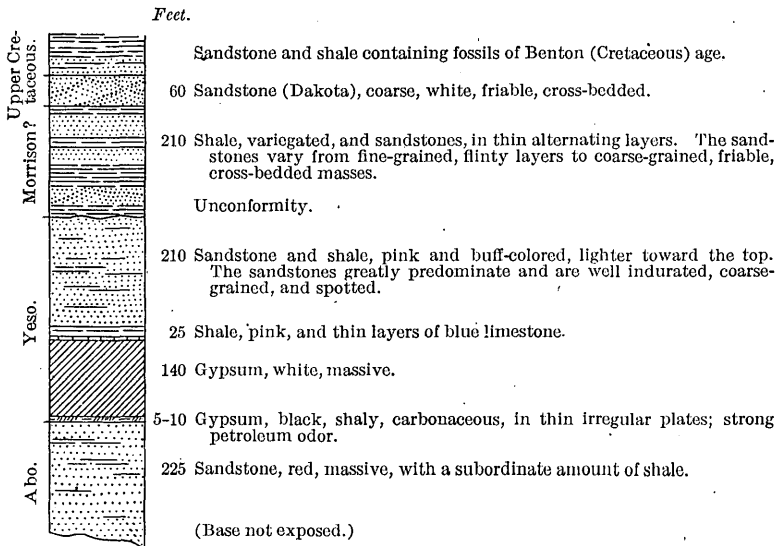 Feet.
Upper Cre-
taceous.
Sandstone and shale containing fossils of Benton (Cretaceous) age.
60 Sandstone (Dakota), coarse, white, friable, cross-bedded.
Morrison?
210 Shale, variegated, and sandstones, in thin alternating layers. The sand-
stones vary from fine-grained, flinty layers to coarse-grained, friable,
cross-bedded masses.
Unconformity.
Yeso.
210 Sandstone and shale, pink and buff-colored, lighter toward the top.
The sandstones greatly predominate and are well indurated, coarse-
grained, and spotted.
25 Shale, pink, and thin layers of blue limestone.
140 Gypsum, white, massive.
5-10 Gypsum, black, shaly, carbonaceous, in thin irregular plates; strong
petroleum odor.
Abo.
225 Sandstone, red, massive, with a subordinate amount of shale.
(Base not exposed.)